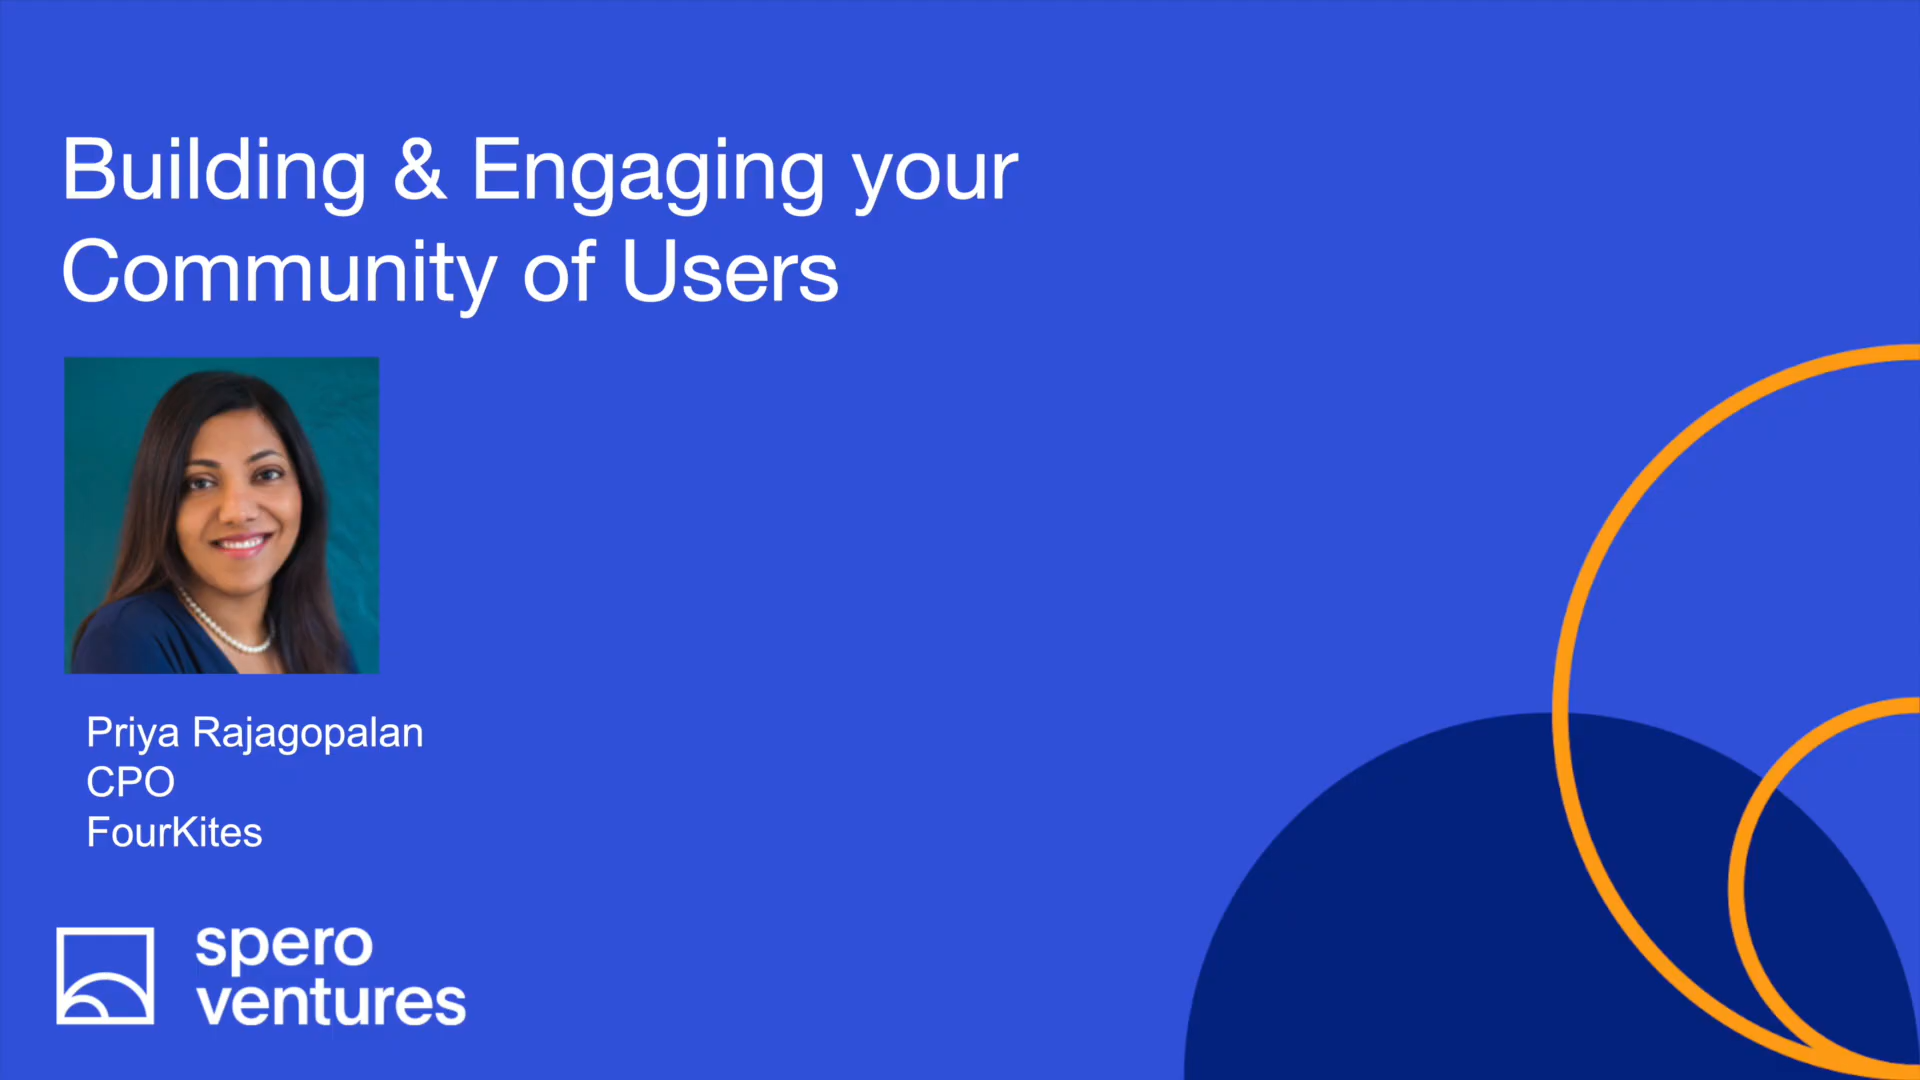 Building & Engaging your
Community of Users
Priya Rajagopalan
CPO
FourKites
spero
ventures